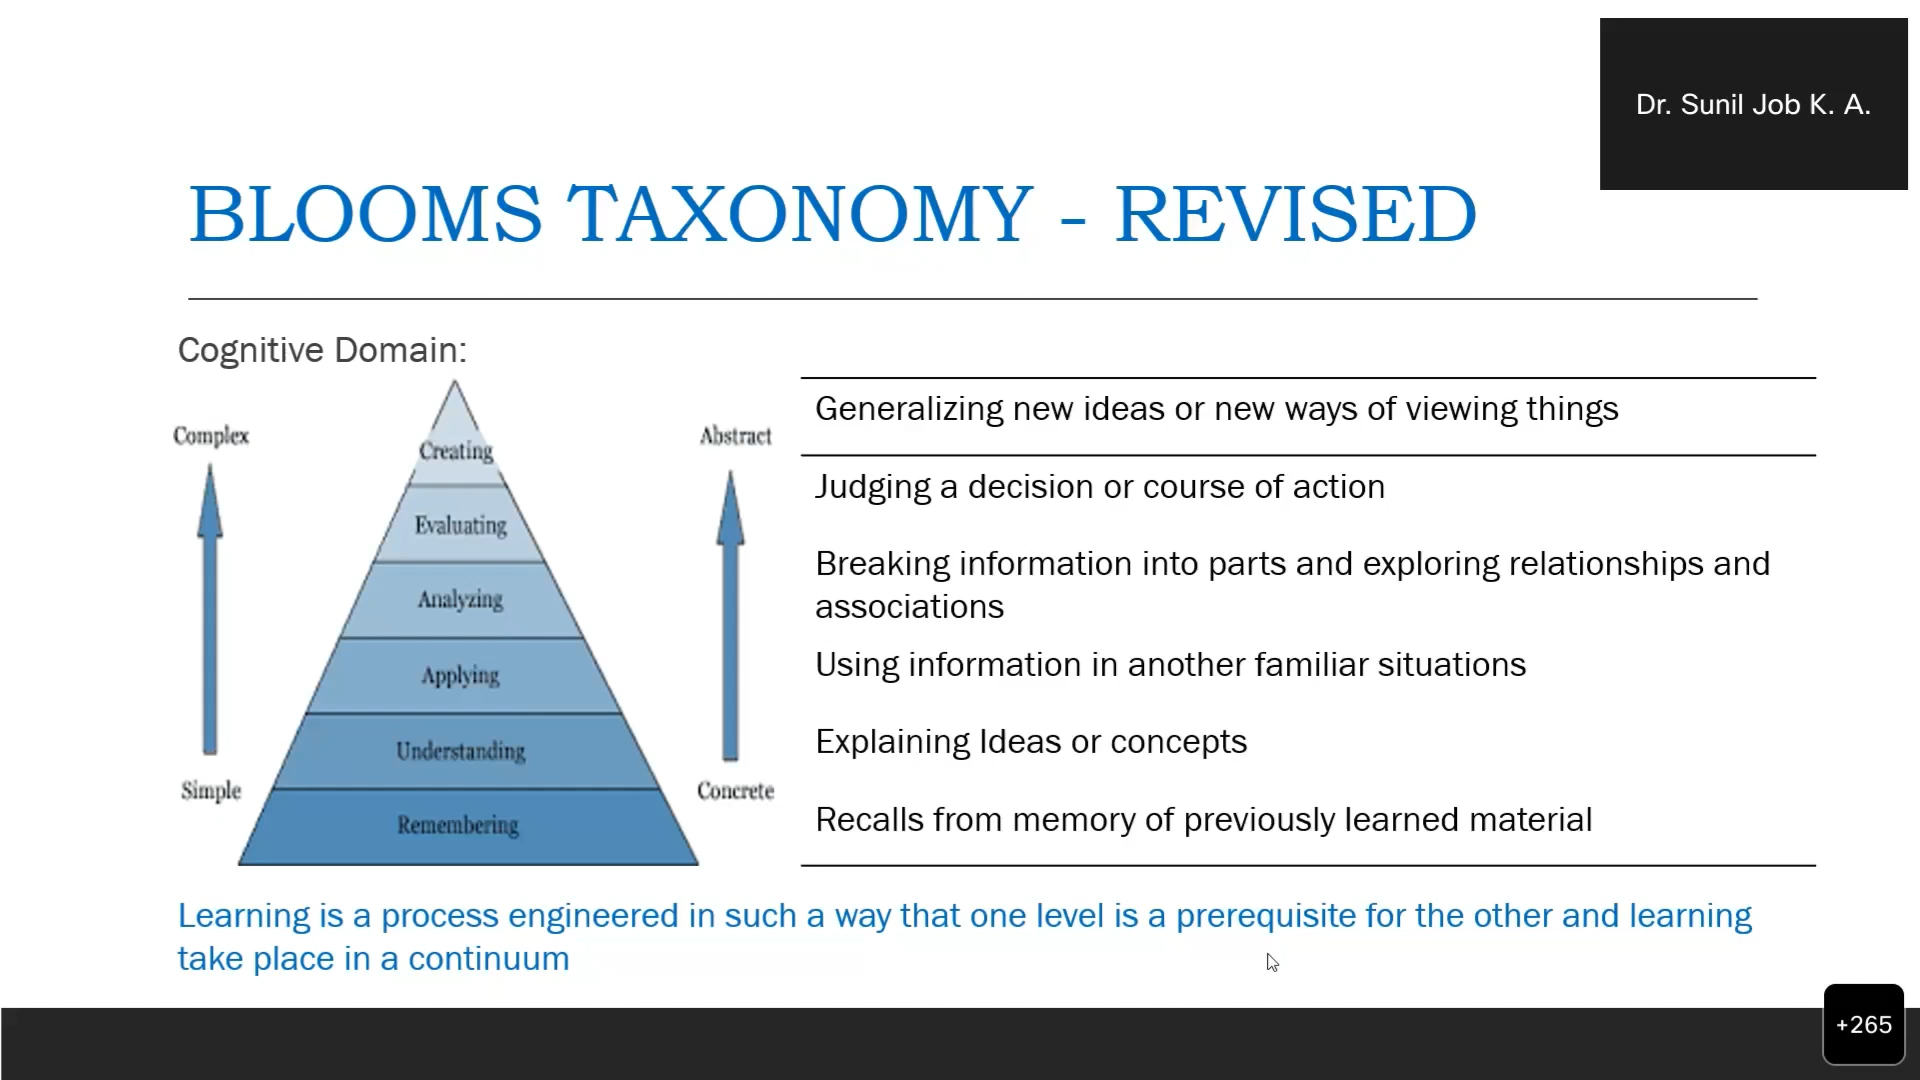 Dr. Sunil Job K. A.
BLOOMS TAXONOMY - REVISED
Cognitive Domain:
Complex
Abstract
Creating
Evaluating
Analyzing
Applying
Understanding
Remembering
Simple
Concrete
Generalizing new ideas or new ways of viewing things
Judging a decision or course of action
Breaking information into parts and exploring relationships and
associations
Using information in another familiar situations
Explaining Ideas or concepts
Recalls from memory of previously learned material
Learning is a process engineered in such a way that one level is a prerequisite for the other and learning
take place in a continuum
+265